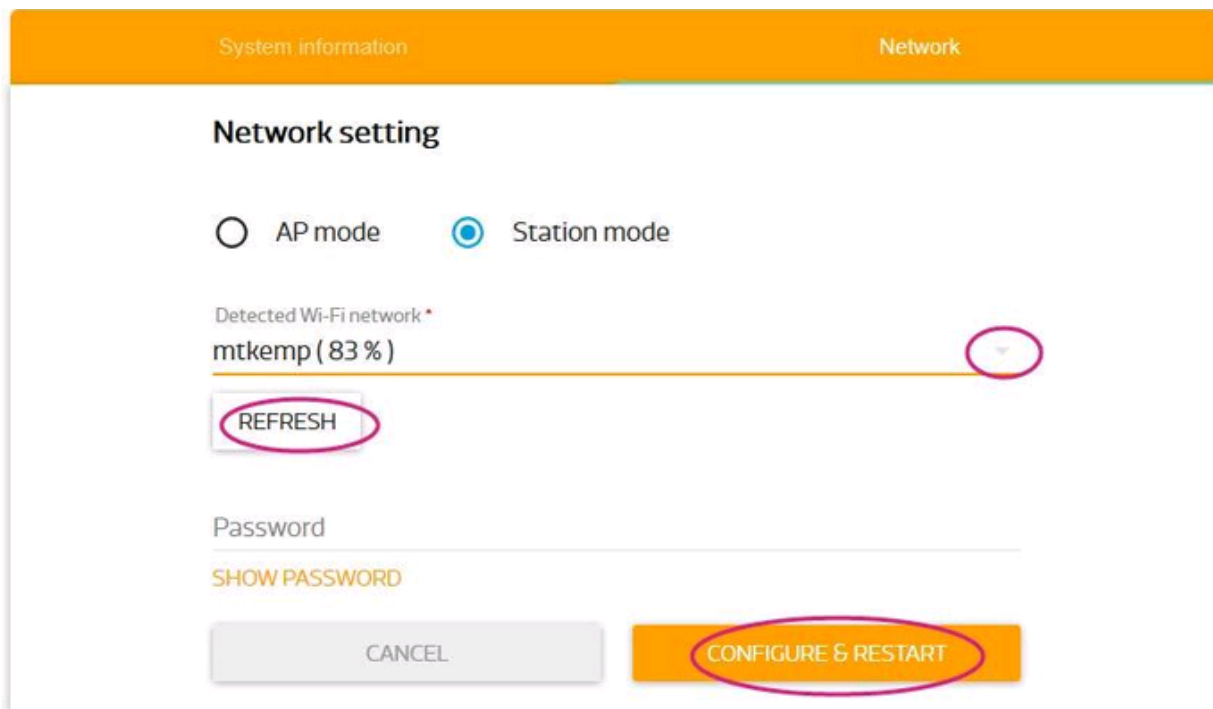 System information Network
Network setting
AP mode Station mode
Detected Wi-Fi network *
mtkemp ( 83 % )
REFRESH
Password
SHOW PASSWORD
CANCEL CONFIGURE & RESTART